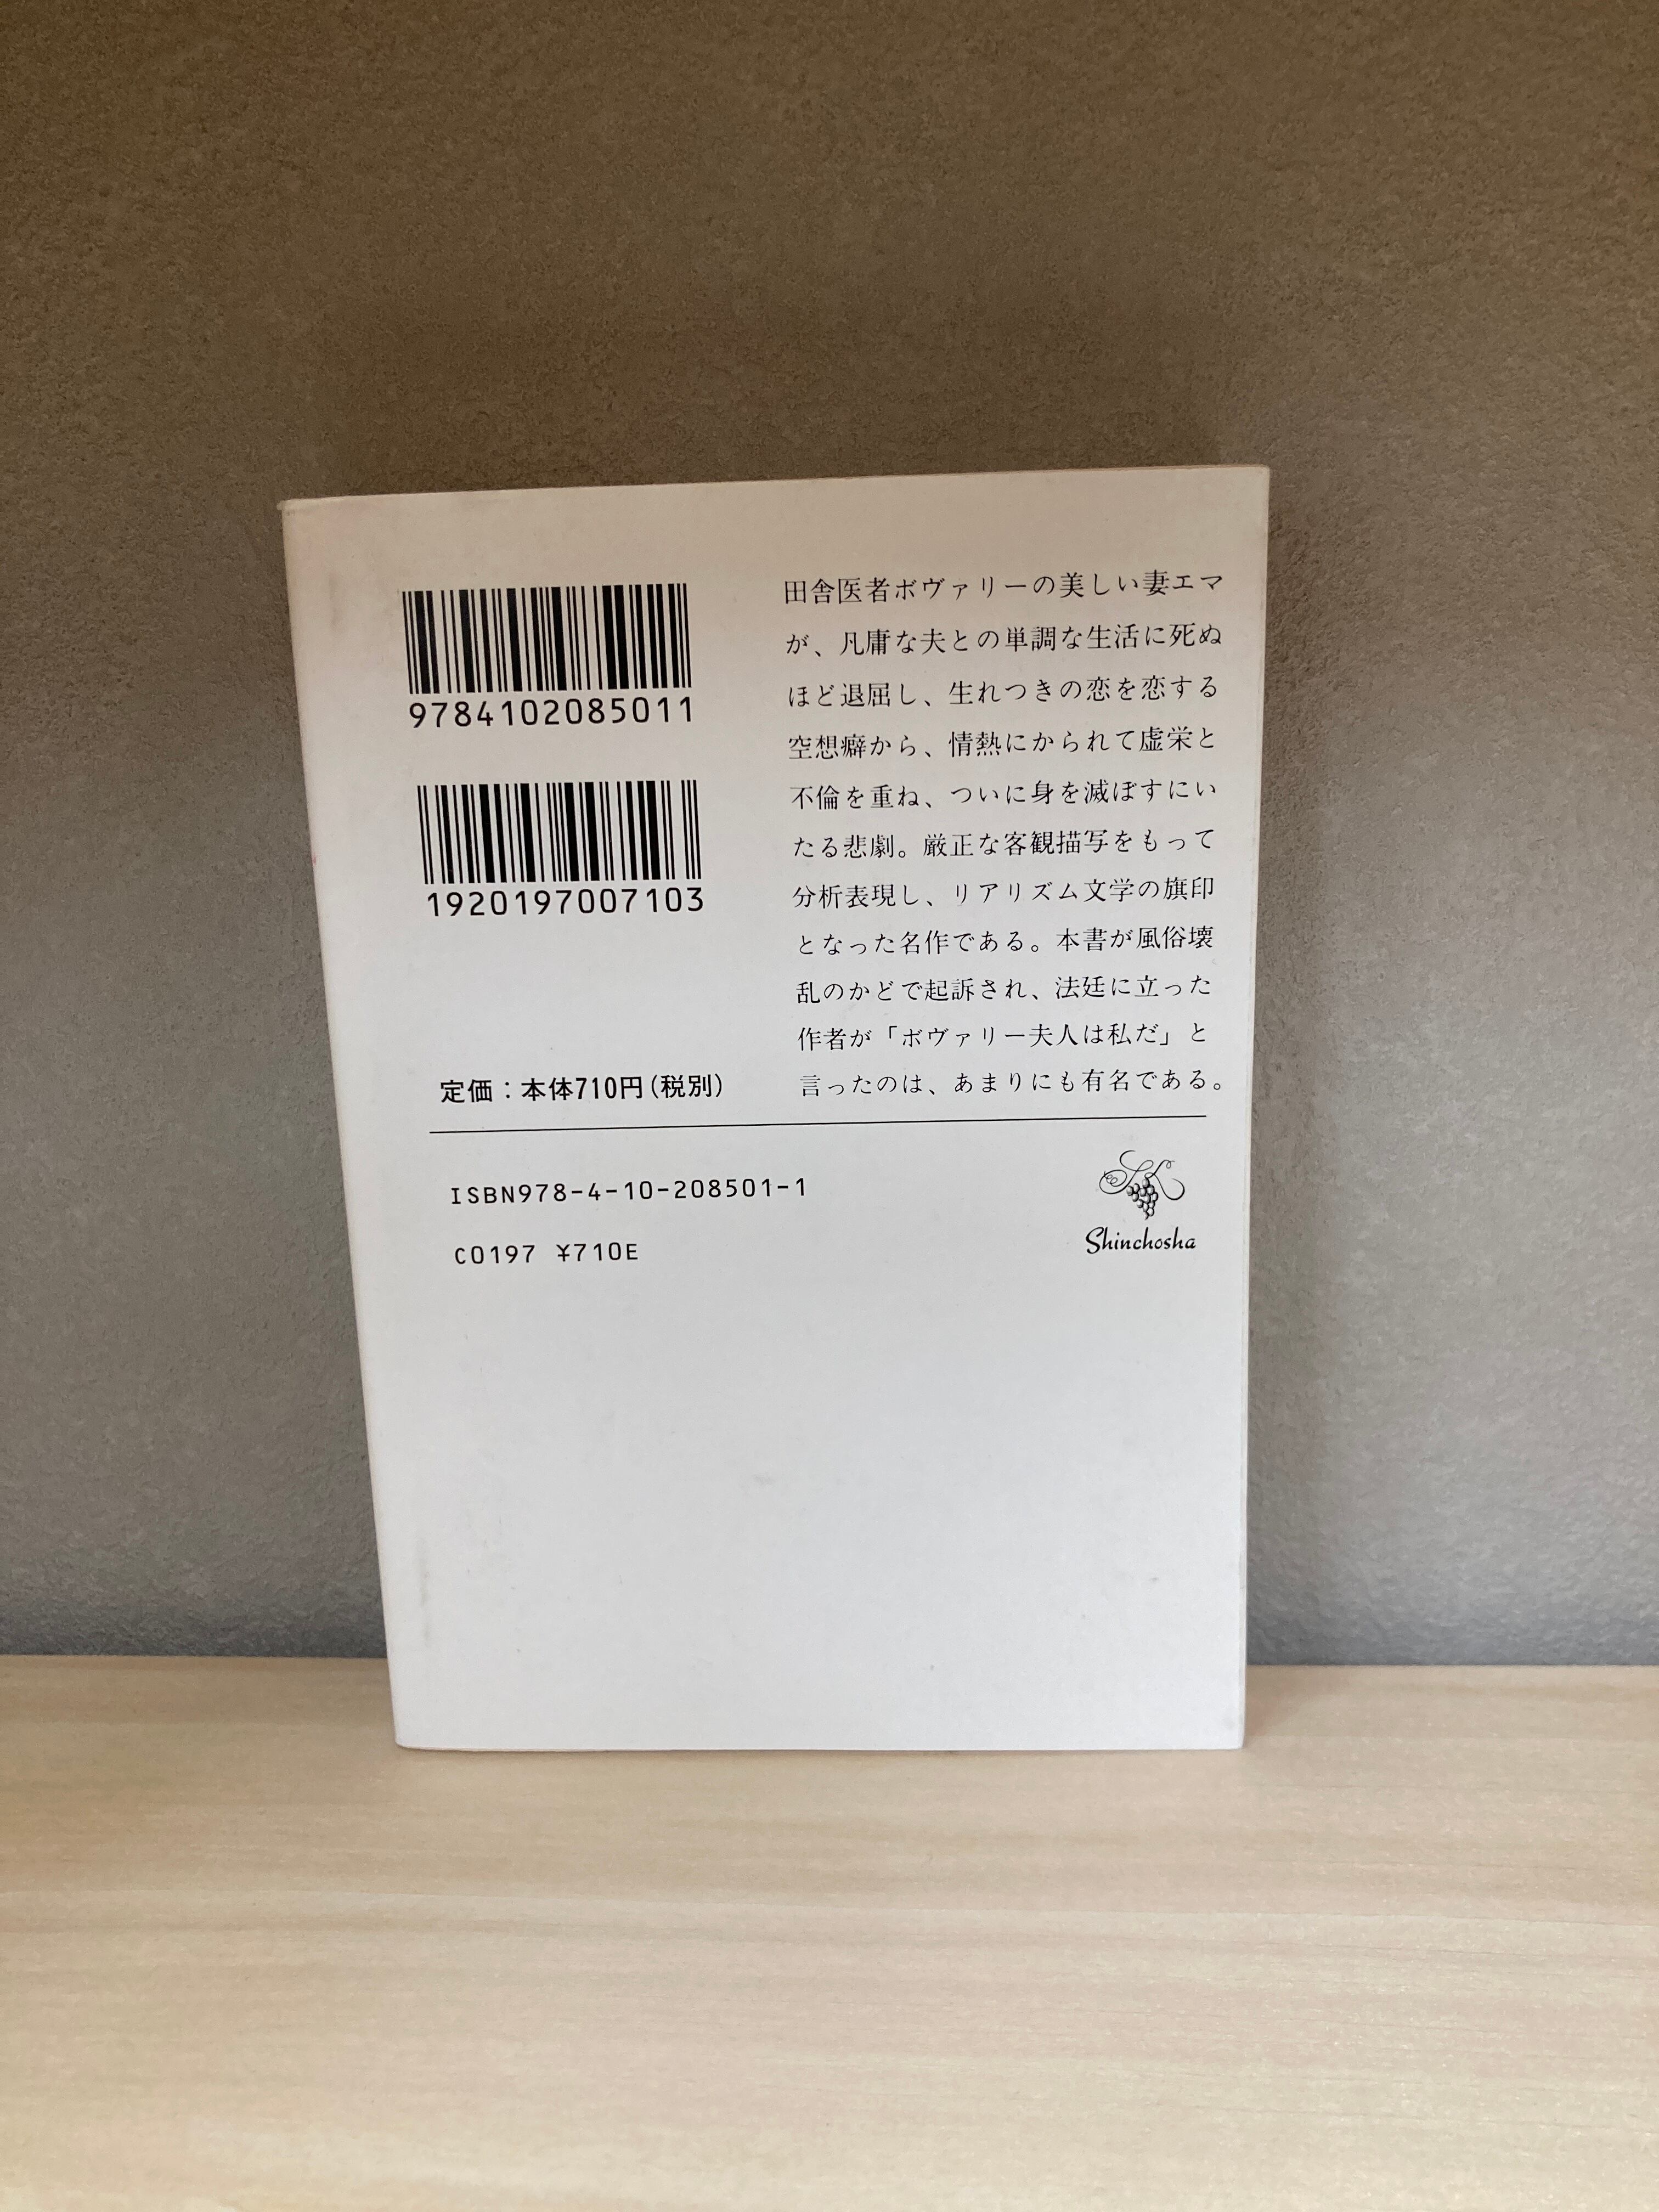 9784102085011
1920197007103
定価：本体710円（税別）
田舎医者ボヴァリーの美しい妻エマ
が、凡庸な夫との単調な生活に死ぬ
ほど退屈し、生れつきの恋を恋する
空想癖から、情熱にかられて虚栄と
不倫を重ね、ついに身を滅ぼすにい
たる悲劇。厳正な客観描写をもって
分析表現し、リアリズム文学の旗印
となった名作である。本書が風俗壊
乱のかどで起訴され、法廷に立った
作者が「ボヴァリー夫人は私だ」と
言ったのは、あまりにも有名である。
ISBN978-4-10-208501-1
C0197 ¥710E
Shinchosha